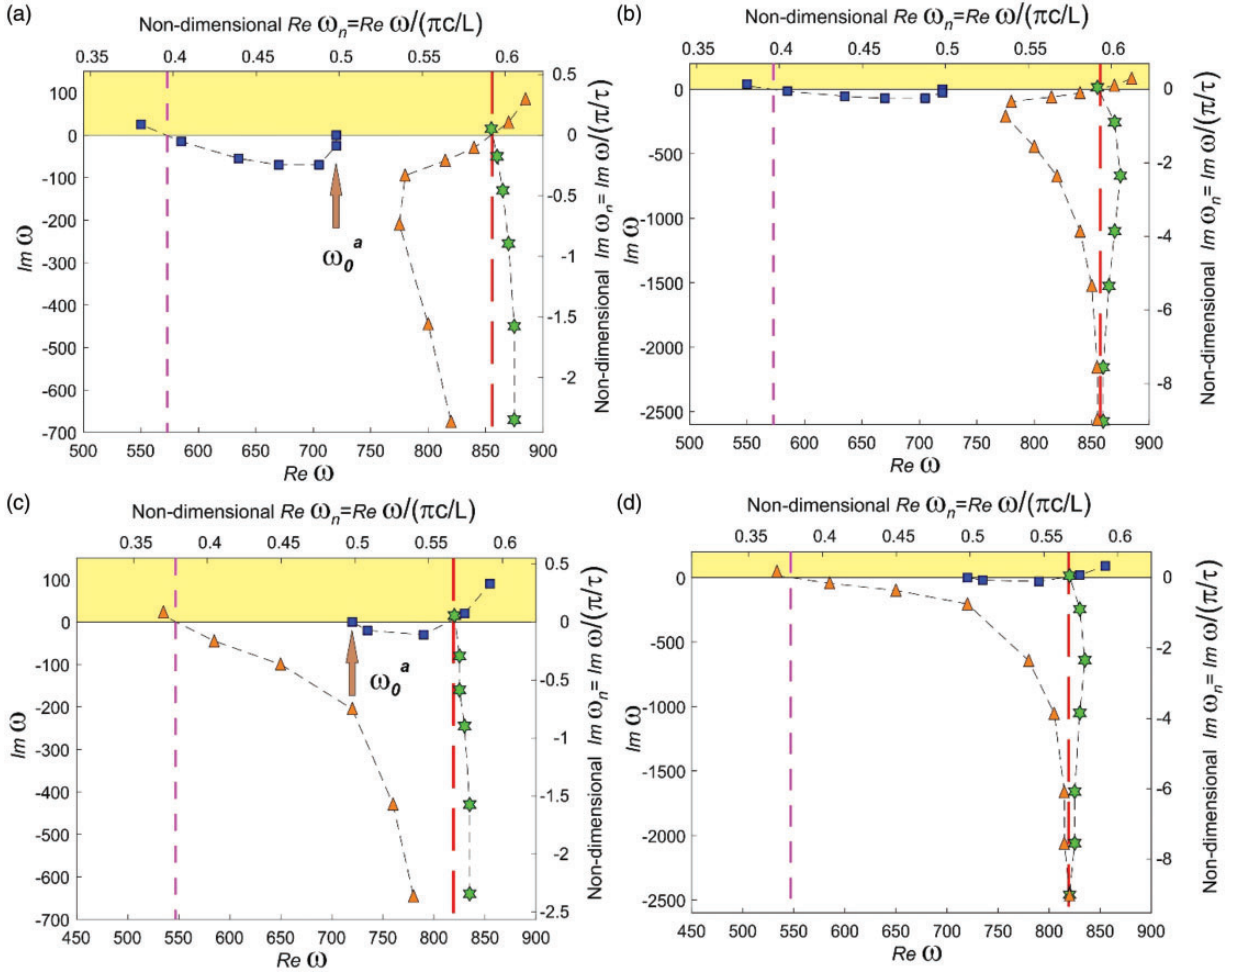 (a)
Non-dimensional Re ωn=Re ω/(πc/L)
0.35 0.4 0.45 0.5 0.55 0.6
100
0
-100
-200
-300
-400
-500
-600
-700
Im ω
0.5
0
-0.5
-1
-1.5
-2
Non-dimensional Im ωn= Im ω/(π/τ)
ω0a
500 550 600 650 700 750 800 850 900
Re ω
(b)
Non-dimensional Re ωn=Re ω/(πc/L)
0.35 0.4 0.45 0.5 0.55 0.6
0
-500
-1000
-1500
-2000
-2500
Im ω
0
-2
-4
-6
-8
Non-dimensional Im ωn= Im ω/(π/τ)
500 550 600 650 700 750 800 850 900
Re ω
(c)
Non-dimensional Re ωn=Re ω/(πc/L)
0.35 0.4 0.45 0.5 0.55 0.6
100
0
-100
-200
-300
-400
-500
-600
-700
Im ω
0.5
0
-0.5
-1
-1.5
-2
-2.5
Non-dimensional Im ωn= Im ω/(π/τ)
ω0a
450 500 550 600 650 700 750 800 850 900
Re ω
(d)
Non-dimensional Re ωn=Re ω/(πc/L)
0.35 0.4 0.45 0.5 0.55 0.6
0
-500
-1000
-1500
-2000
-2500
Im ω
0
-2
-4
-6
-8
Non-dimensional Im ωn= Im ω/(π/τ)
450 500 550 600 650 700 750 800 850 900
Re ω